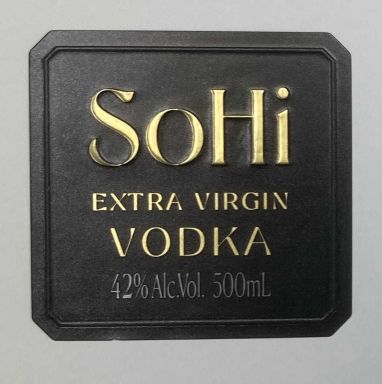 SoHi
EXTRA VIRGIN
VODKA
42% Alc.Vol. 500mL